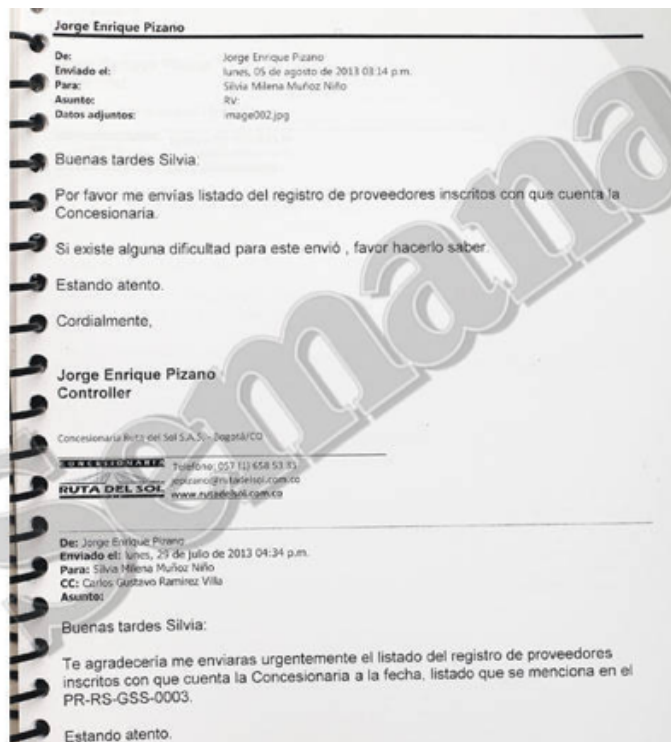 Jorge Enrique Pizano
De: Jorge Enrique Pizano
Enviado el: lunes, 05 de agosto de 2013 03:14 p.m.
Para: Silvia Milena Muñoz Niño
Asunto: RV:
Datos adjuntos: image002.jpg
Buenas tardes Silvia:
Por favor me envías listado del registro de proveedores inscritos con que cuenta la
Concesionaria.
Si existe alguna dificultad para este envió , favor hacerlo saber.
Estando atento.
Cordialmente,
Jorge Enrique Pizano
Controller
Concesionaria Ruta del Sol S.A.S. - Bogotá/CO
CONCESIONARIA
RUTA DEL SOL
Teléfono: 057 (1) 658 53 35
jepizano@rutadelsol.com.co
www.rutadelsol.com.co
De: Jorge Enrique Pizano
Enviado el: lunes, 29 de julio de 2013 04:34 p.m.
Para: Silvia Milena Muñoz Niño
CC: Carlos Gustavo Ramirez Villa
Asunto:
Buenas tardes Silvia:
Te agradecería me enviaras urgentemente el listado del registro de proveedores
inscritos con que cuenta la Concesionaria a la fecha, listado que se menciona en el
PR-RS-GSS-0003.
Estando atento.
Semana